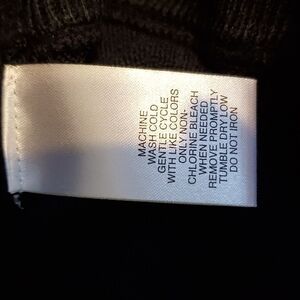 MACHINE
WASH COLD
GENTLE CYCLE
WITH LIKE COLORS
ONLY NON-
CHLORINE BLEACH
WHEN NEEDED
REMOVE PROMPTLY
TUMBLE DRY LOW
DO NOT IRON